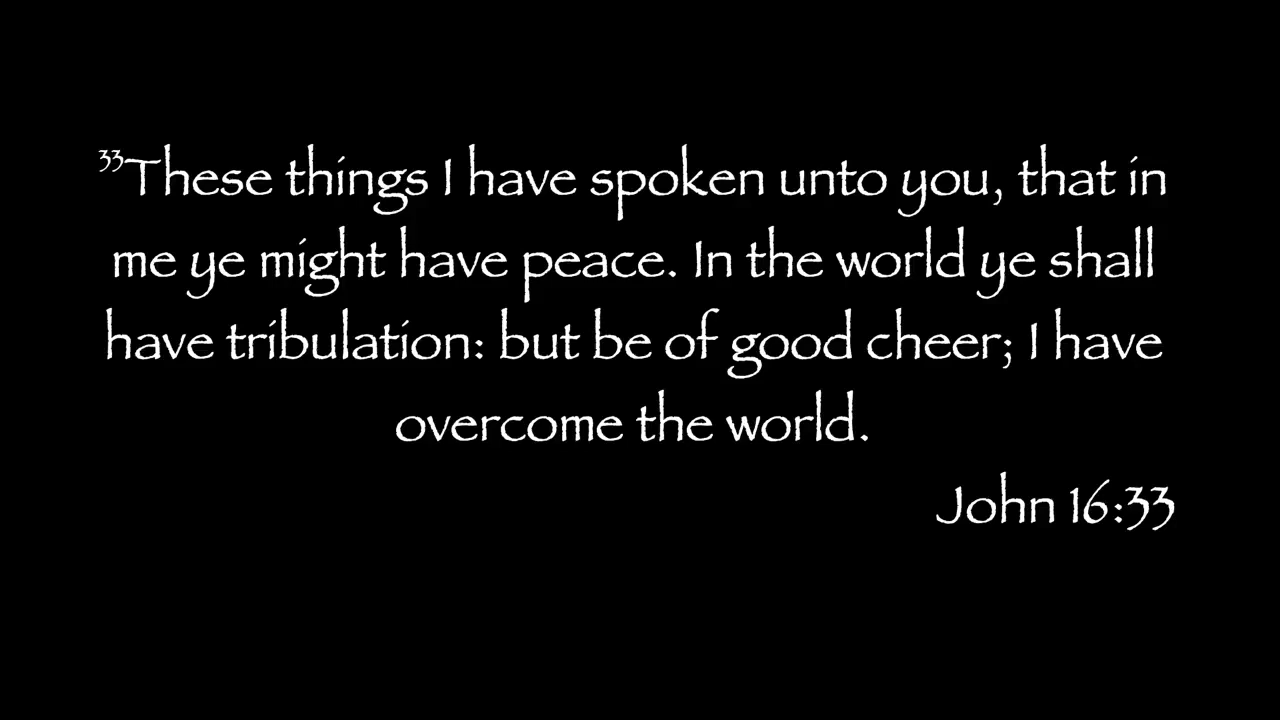 ³³These things I have spoken unto you, that in
me ye might have peace. In the world ye shall
have tribulation: but be of good cheer; I have
overcome the world.
John 16:33